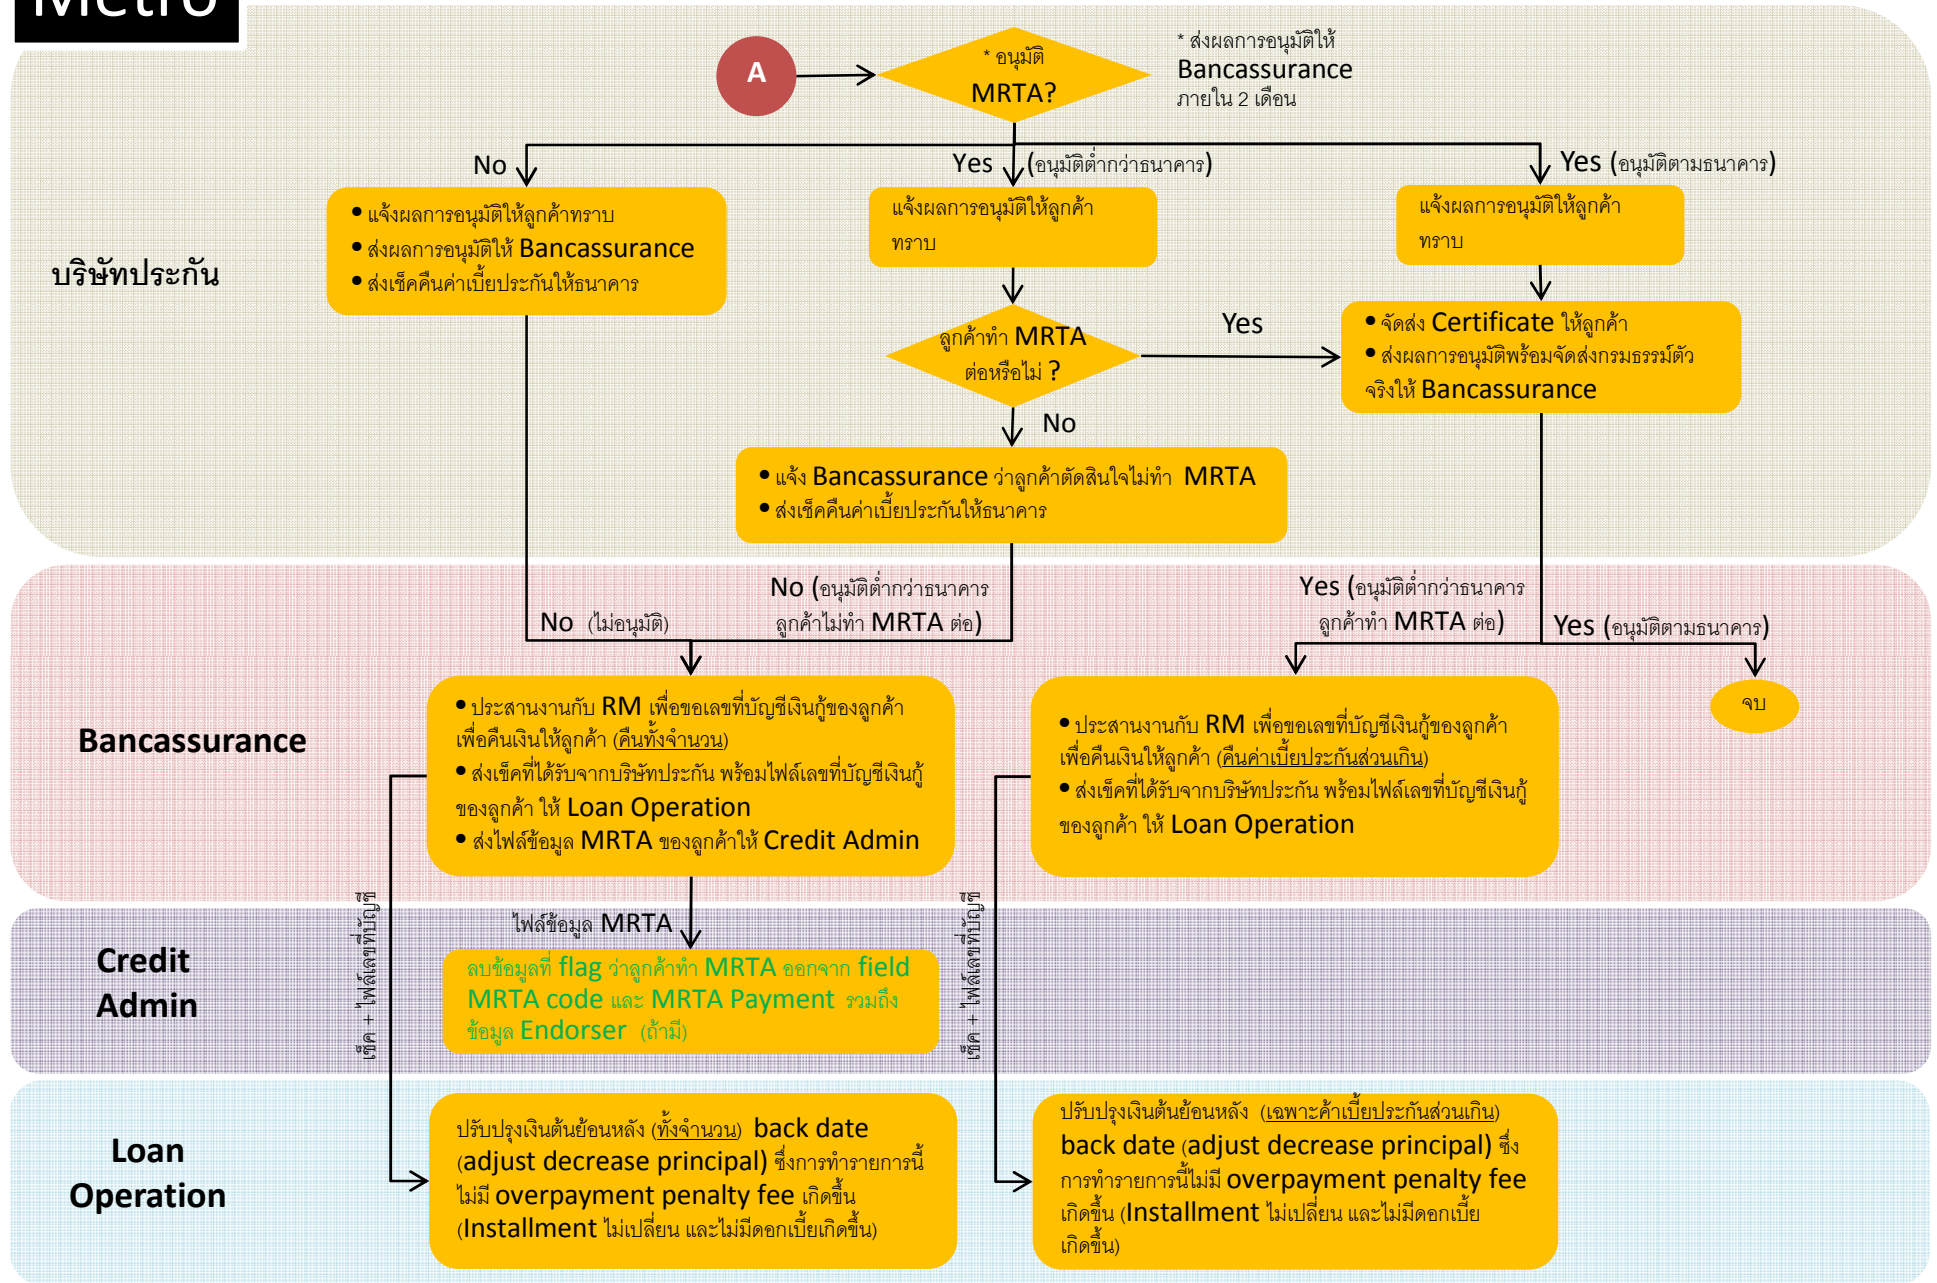 Metro
A
* อนุมัติ
MRTA?
* ส่งผลการอนุมัติให้
Bancassurance
ภายใน 2 เดือน
No
Yes (อนุมัติต่ำกว่าธนาคาร)
Yes (อนุมัติตามธนาคาร)
บริษัทประกัน
• แจ้งผลการอนุมัติให้ลูกค้าทราบ
• ส่งผลการอนุมัติให้ Bancassurance
• ส่งเช็คคืนค่าเบี้ยประกันให้ธนาคาร
แจ้งผลการอนุมัติให้ลูกค้า
ทราบ
แจ้งผลการอนุมัติให้ลูกค้า
ทราบ
ลูกค้าทำ MRTA
ต่อหรือไม่ ?
Yes
No
• จัดส่ง Certificate ให้ลูกค้า
• ส่งผลการอนุมัติพร้อมจัดส่งกรมธรรม์ตัว
จริงให้ Bancassurance
• แจ้ง Bancassurance ว่าลูกค้าตัดสินใจไม่ทำ MRTA
• ส่งเช็คคืนค่าเบี้ยประกันให้ธนาคาร
No (ไม่อนุมัติ)
No (อนุมัติต่ำกว่าธนาคาร
ลูกค้าไม่ทำ MRTA ต่อ)
Yes (อนุมัติต่ำกว่าธนาคาร
ลูกค้าทำ MRTA ต่อ)
Yes (อนุมัติตามธนาคาร)
Bancassurance
• ประสานงานกับ RM เพื่อขอเลขที่บัญชีเงินกู้ของลูกค้า
เพื่อคืนเงินให้ลูกค้า (คืนทั้งจำนวน)
• ส่งเช็คที่ได้รับจากบริษัทประกัน พร้อมไฟล์เลขที่บัญชีเงินกู้
ของลูกค้า ให้ Loan Operation
• ส่งไฟล์ข้อมูล MRTA ของลูกค้าให้ Credit Admin
• ประสานงานกับ RM เพื่อขอเลขที่บัญชีเงินกู้ของลูกค้า
เพื่อคืนเงินให้ลูกค้า (คืนค่าเบี้ยประกันส่วนเกิน)
• ส่งเช็คที่ได้รับจากบริษัทประกัน พร้อมไฟล์เลขที่บัญชีเงินกู้
ของลูกค้า ให้ Loan Operation
จบ
เช็ค + ไฟล์เลขที่บัญชี
ไฟล์ข้อมูล MRTA
เช็ค + ไฟล์เลขที่บัญชี
Credit
Admin
ลบข้อมูลที่ flag ว่าลูกค้าทำ MRTA ออกจาก field
MRTA code และ MRTA Payment รวมถึง
ข้อมูล Endorser (ถ้ามี)
Loan
Operation
ปรับปรุงเงินต้นย้อนหลัง (ทั้งจำนวน) back date
(adjust decrease principal) ซึ่งการทำรายการนี้
ไม่มี overpayment penalty fee เกิดขึ้น
(Installment ไม่เปลี่ยน และไม่มีดอกเบี้ยเกิดขึ้น)
ปรับปรุงเงินต้นย้อนหลัง (เฉพาะค้าเบี้ยประกันส่วนเกิน)
back date (adjust decrease principal) ซึ่ง
การทำรายการนี้ไม่มี overpayment penalty fee
เกิดขึ้น (Installment ไม่เปลี่ยน และไม่มีดอกเบี้ย
เกิดขึ้น)